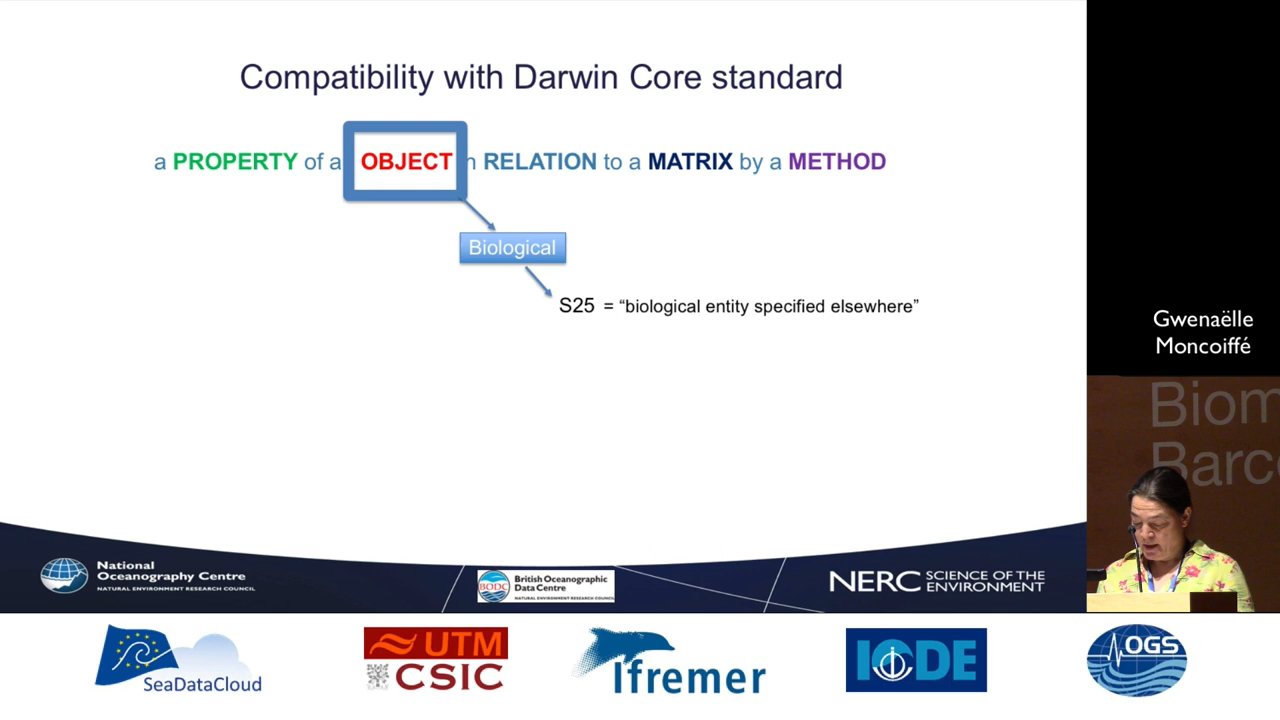 Compatibility with Darwin Core standard
a PROPERTY of a OBJECT n RELATION to a MATRIX by a METHOD
Biological
S25 = “biological entity specified elsewhere”
Gwenaëlle
Moncoiffé
Biom
Barce
National
Oceanography Centre
NATURAL ENVIRONMENT RESEARCH COUNCIL
BODC
British Oceanographic
Data Centre
NATURAL ENVIRONMENT RESEARCH COUNCIL
NERC SCIENCE OF THE
ENVIRONMENT
SeaDataCloud
UTM
CSIC
Ifremer
IODE
OGS